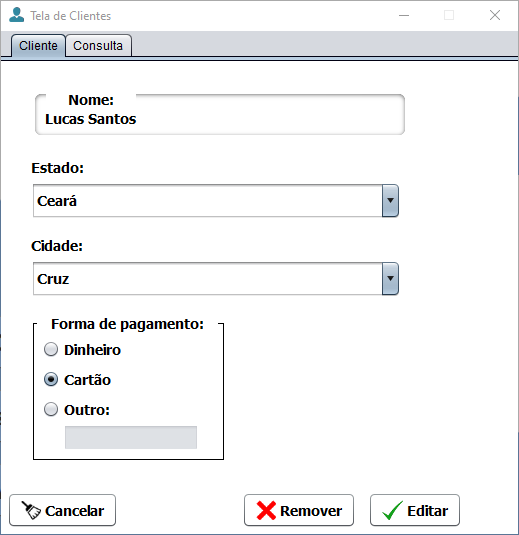 Tela de Clientes
Cliente Consulta
Nome:
Lucas Santos
Estado:
Ceará
Cidade:
Cruz
Forma de pagamento:
Dinheiro
Cartão
Outro:
Cancelar Remover Editar